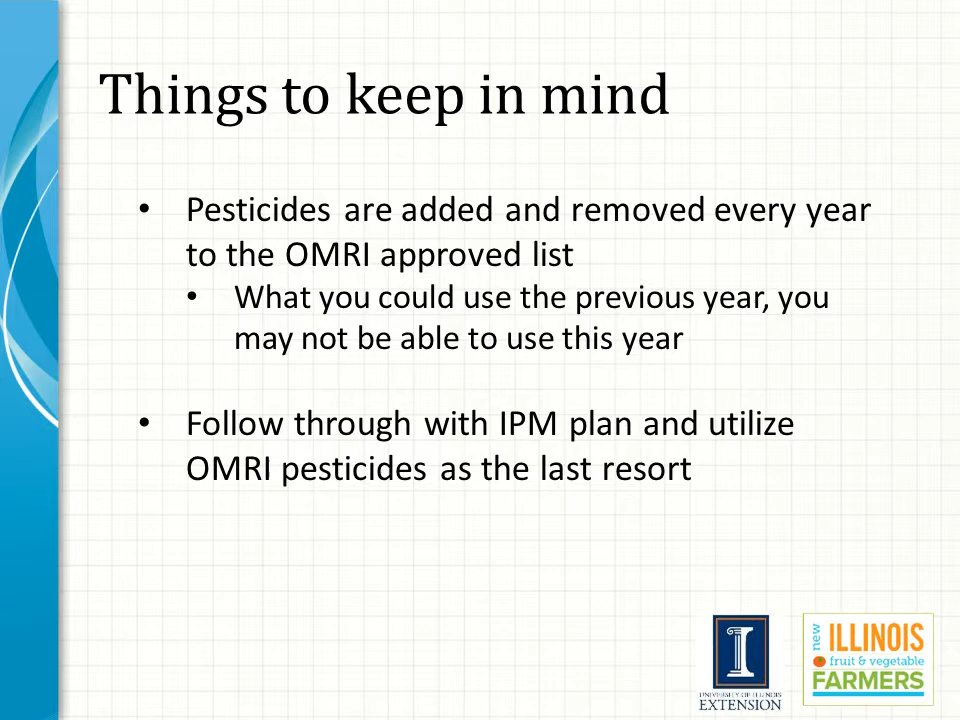 Things to keep in mind
• Pesticides are added and removed every year
to the OMRI approved list
• What you could use the previous year, you
may not be able to use this year
• Follow through with IPM plan and utilize
OMRI pesticides as the last resort
I
UNIVERSITY OF ILLINOIS
EXTENSION
new
ILLINOIS
fruit & vegetable
FARMERS